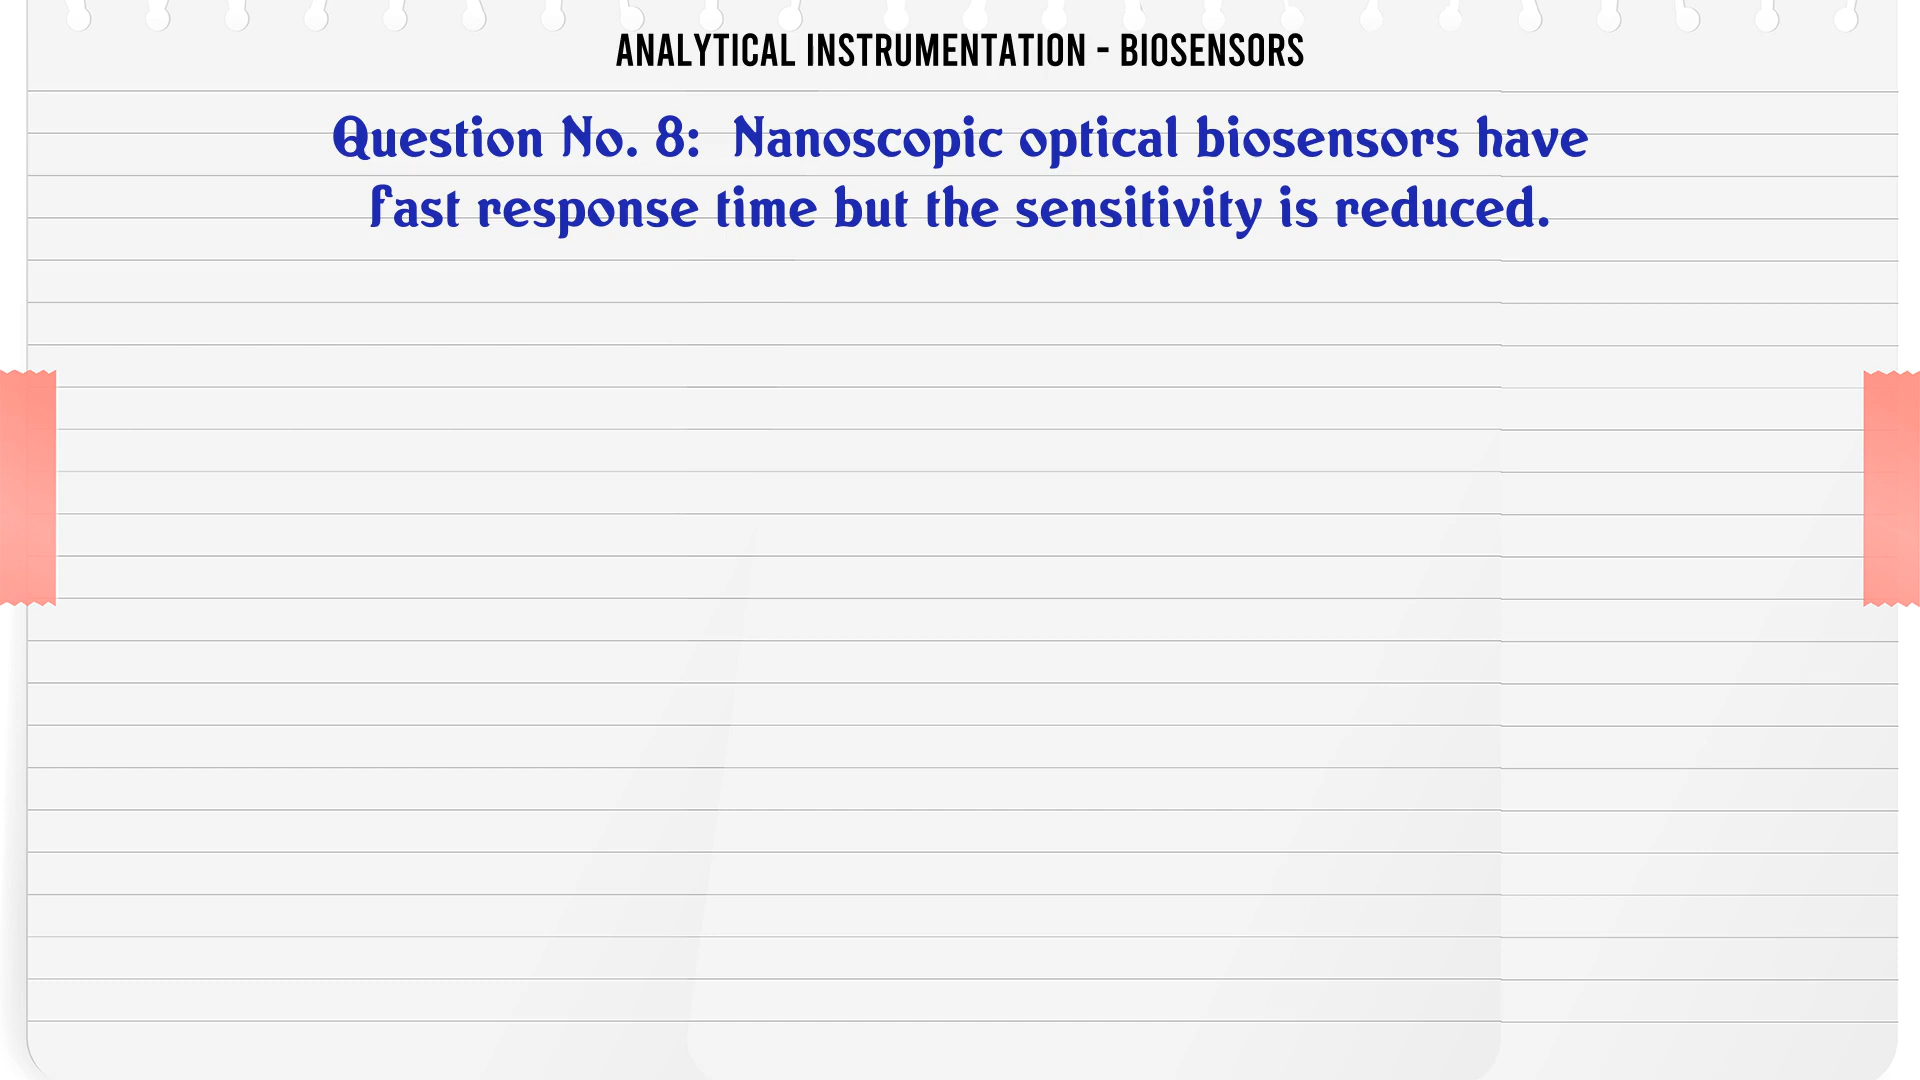 ANALYTICAL INSTRUMENTATION - BIOSENSORS
Question No. 8: Nanoscopic optical biosensors have
fast response time but the sensitivity is reduced.